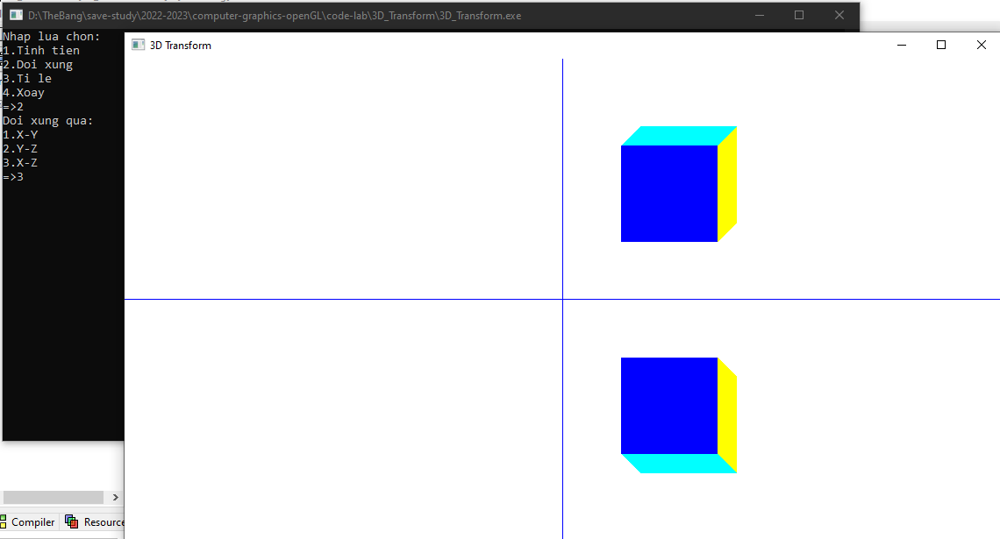 D:\TheBang\save-study\2022-2023\computer-graphics-openGL\code-lab\3D_Transform\3D_Transform.exe
Nhap lua chon:
1.Tinh tien
2.Doi xung
3.Ti le
4.Xoay
=>2
Doi xung qua:
1.X-Y
2.Y-Z
3.X-Z
=>3
3D Transform
Compiler
Resource